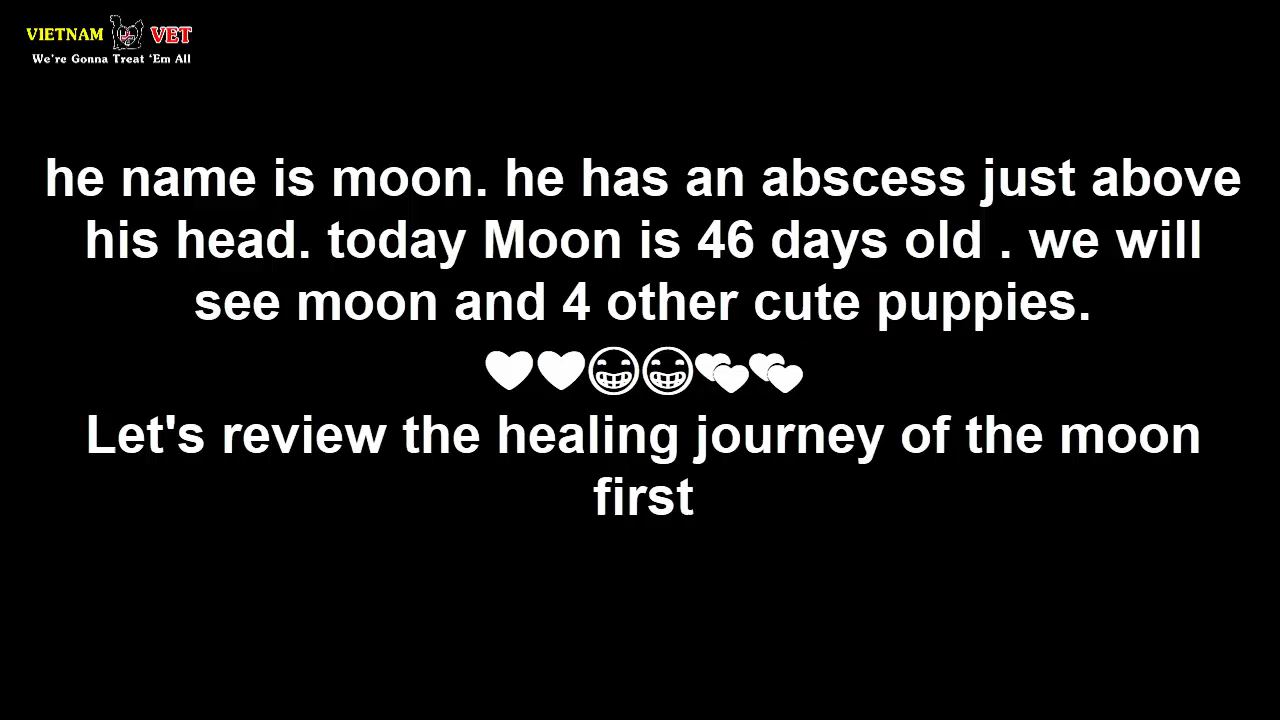 VIETNAM VET
We're Gonna Treat 'Em All
he name is moon. he has an abscess just above
his head. today Moon is 46 days old . we will
see moon and 4 other cute puppies.
🤍🤍😁😁💕💕
Let's review the healing journey of the moon
first